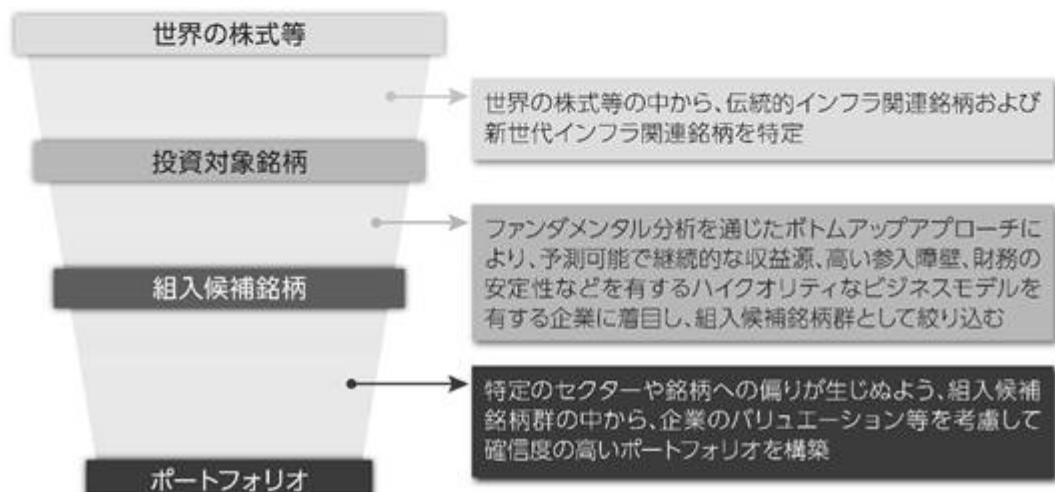 世界の株式等
世界の株式等の中から、伝統的インフラ関連銘柄および
新世代インフラ関連銘柄を特定
投資対象銘柄
ファンダメンタル分析を通じたボトムアップアプローチに
より、予測可能で継続的な収益源、高い参入障壁、財務の
安定性などを有するハイクオリティなビジネスモデルを
有する企業に着目し、組入候補銘柄群として絞り込む
組入候補銘柄
特定のセクターや銘柄への偏りが生じぬよう、組入候補
銘柄群の中から、企業のバリュエーション等を考慮して
確信度の高いポートフォリオを構築
ポートフォリオ